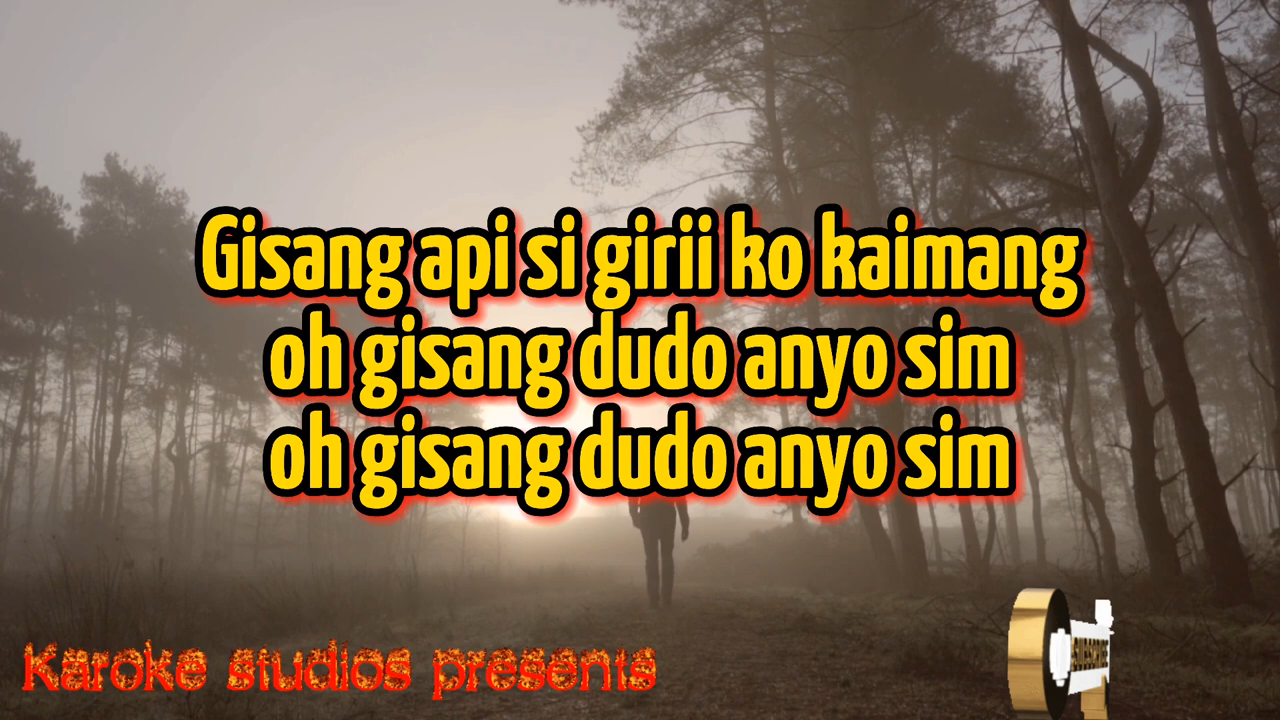 Gisang api si girii ko kaimang
oh gisang dudo anyo sim
oh gisang dudo anyo sim
Karoke studios presents
SUBSCRIBE